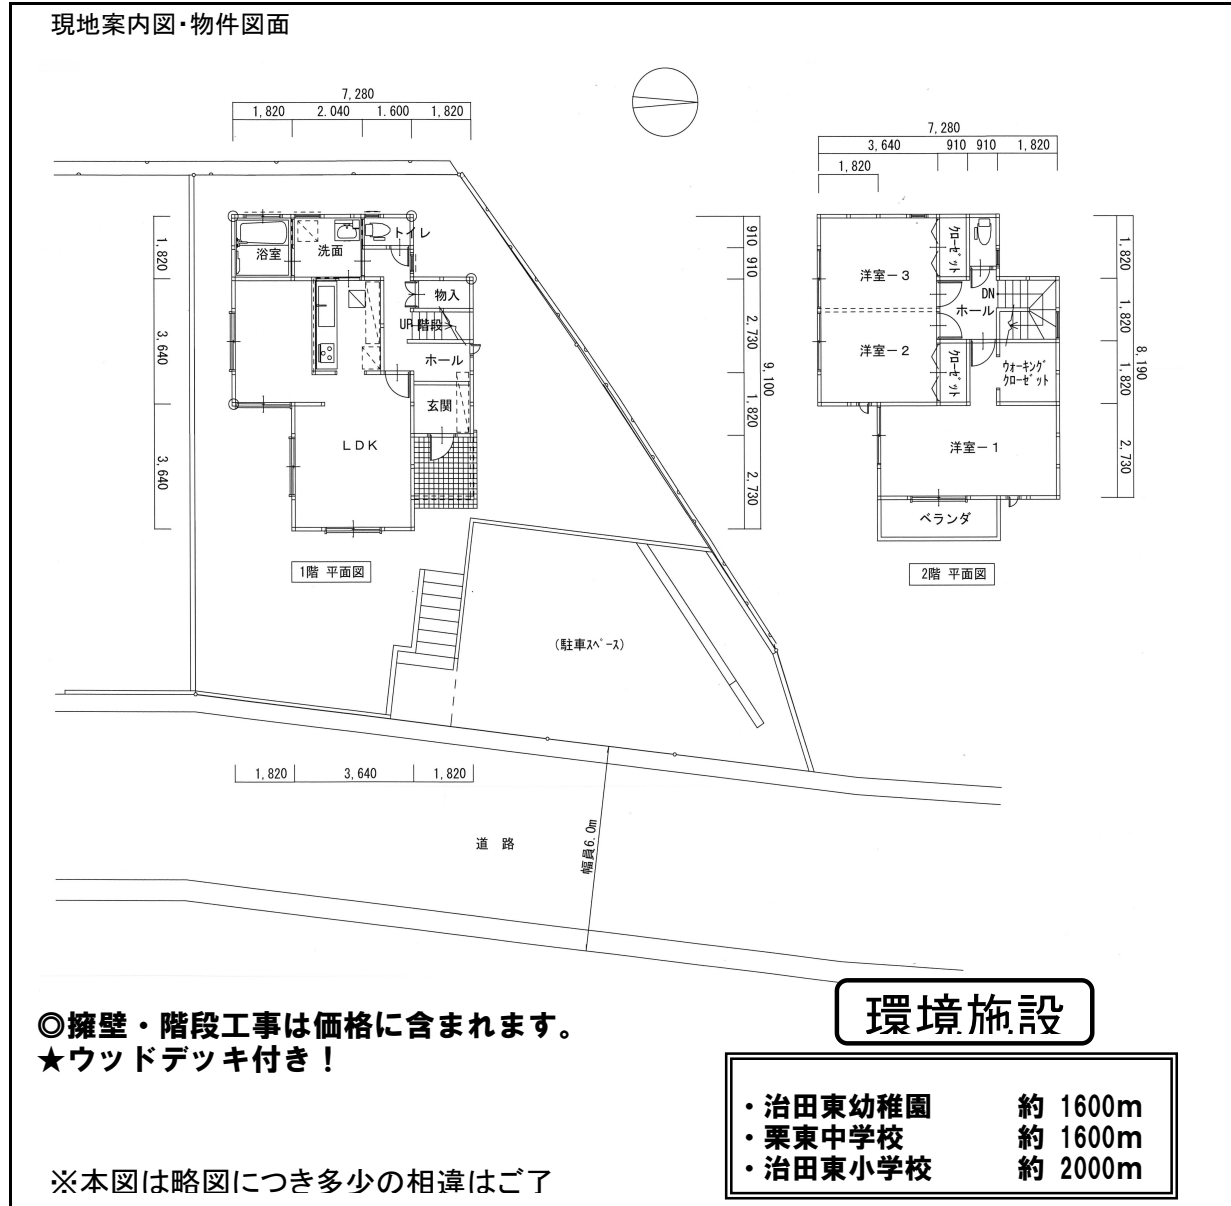 現地案内図・物件図面
7,280
1,820 2.040 1.600 1,820
1,820
3,640
3,640
浴室
洗面
トイレ
物入
UP 階段
ホール
玄関
LDK
1階 平面図
910
910
2,730
1,820
2,730
9,100
7,280
3,640 910 910 1,820
1,820
洋室－3
クローゼット
DN
ホール
洋室－2
クローゼット
ウォーキング
クローゼット
洋室－1
ベランダ
2階 平面図
1,820
1,820
1,820
2,730
8,190
(駐車スペース)
1,820 3,640 1,820
道 路
幅員6.0m
◎擁壁・階段工事は価格に含まれます。
★ウッドデッキ付き！
※本図は略図につき多少の相違はご了
環境施設
・治田東幼稚園 約 1600m
・栗東中学校 約 1600m
・治田東小学校 約 2000m